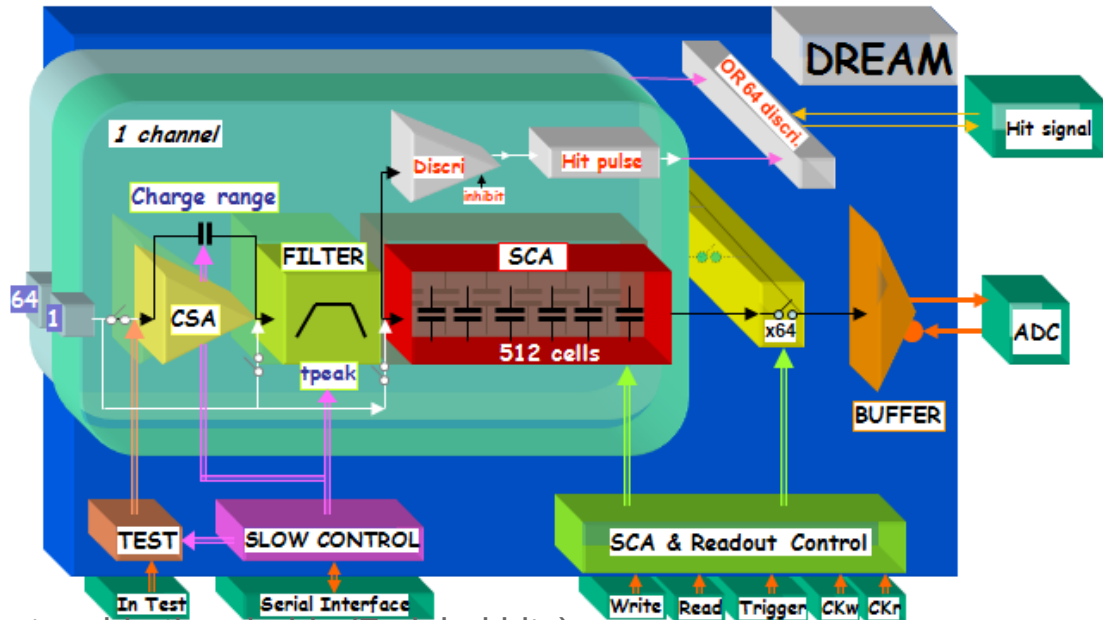 DREAM
OR 64 discri.
Hit signal
1 channel
Discri
Hit pulse
inhibit
Charge range
FILTER
SCA
64
1
CSA
x64
ADC
512 cells
tpeak
BUFFER
TEST
SLOW CONTROL
SCA & Readout Control
In Test
Serial Interface
Write
Read
Trigger
CKw
CKr